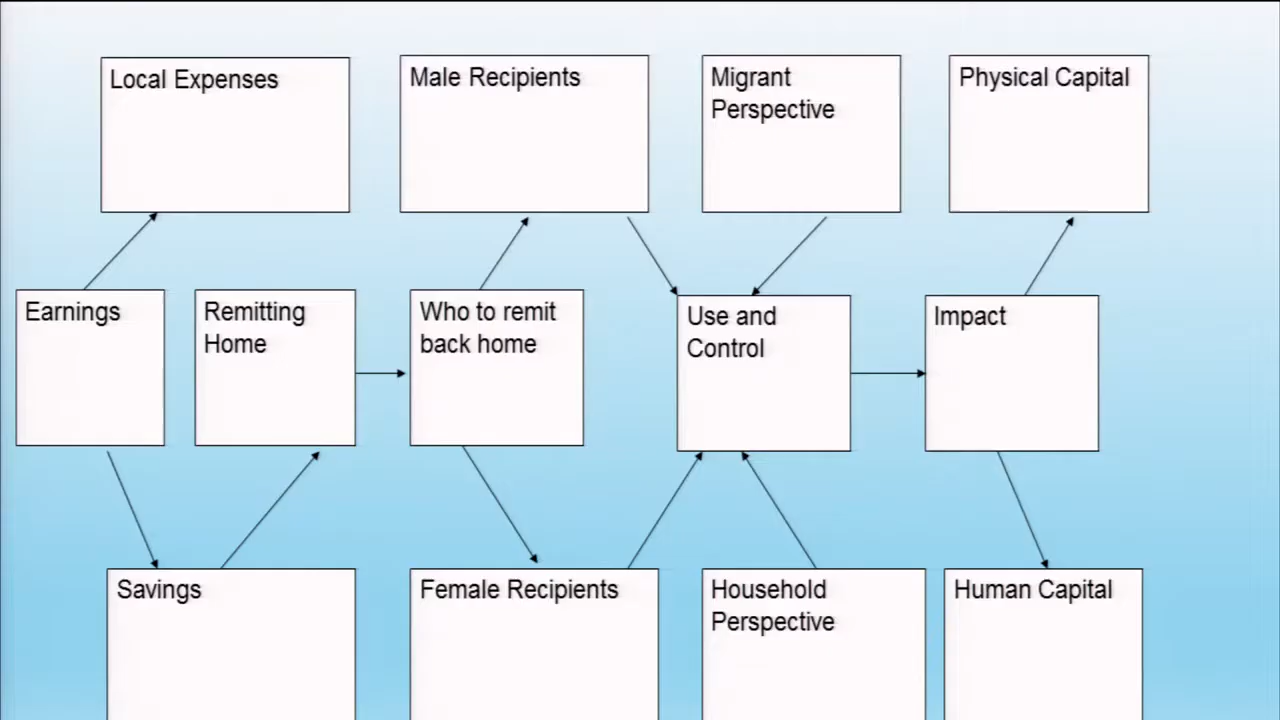 Local Expenses
Male Recipients
Migrant
Perspective
Physical Capital
Earnings
Remitting
Home
Who to remit
back home
Use and
Control
Impact
Savings
Female Recipients
Household
Perspective
Human Capital